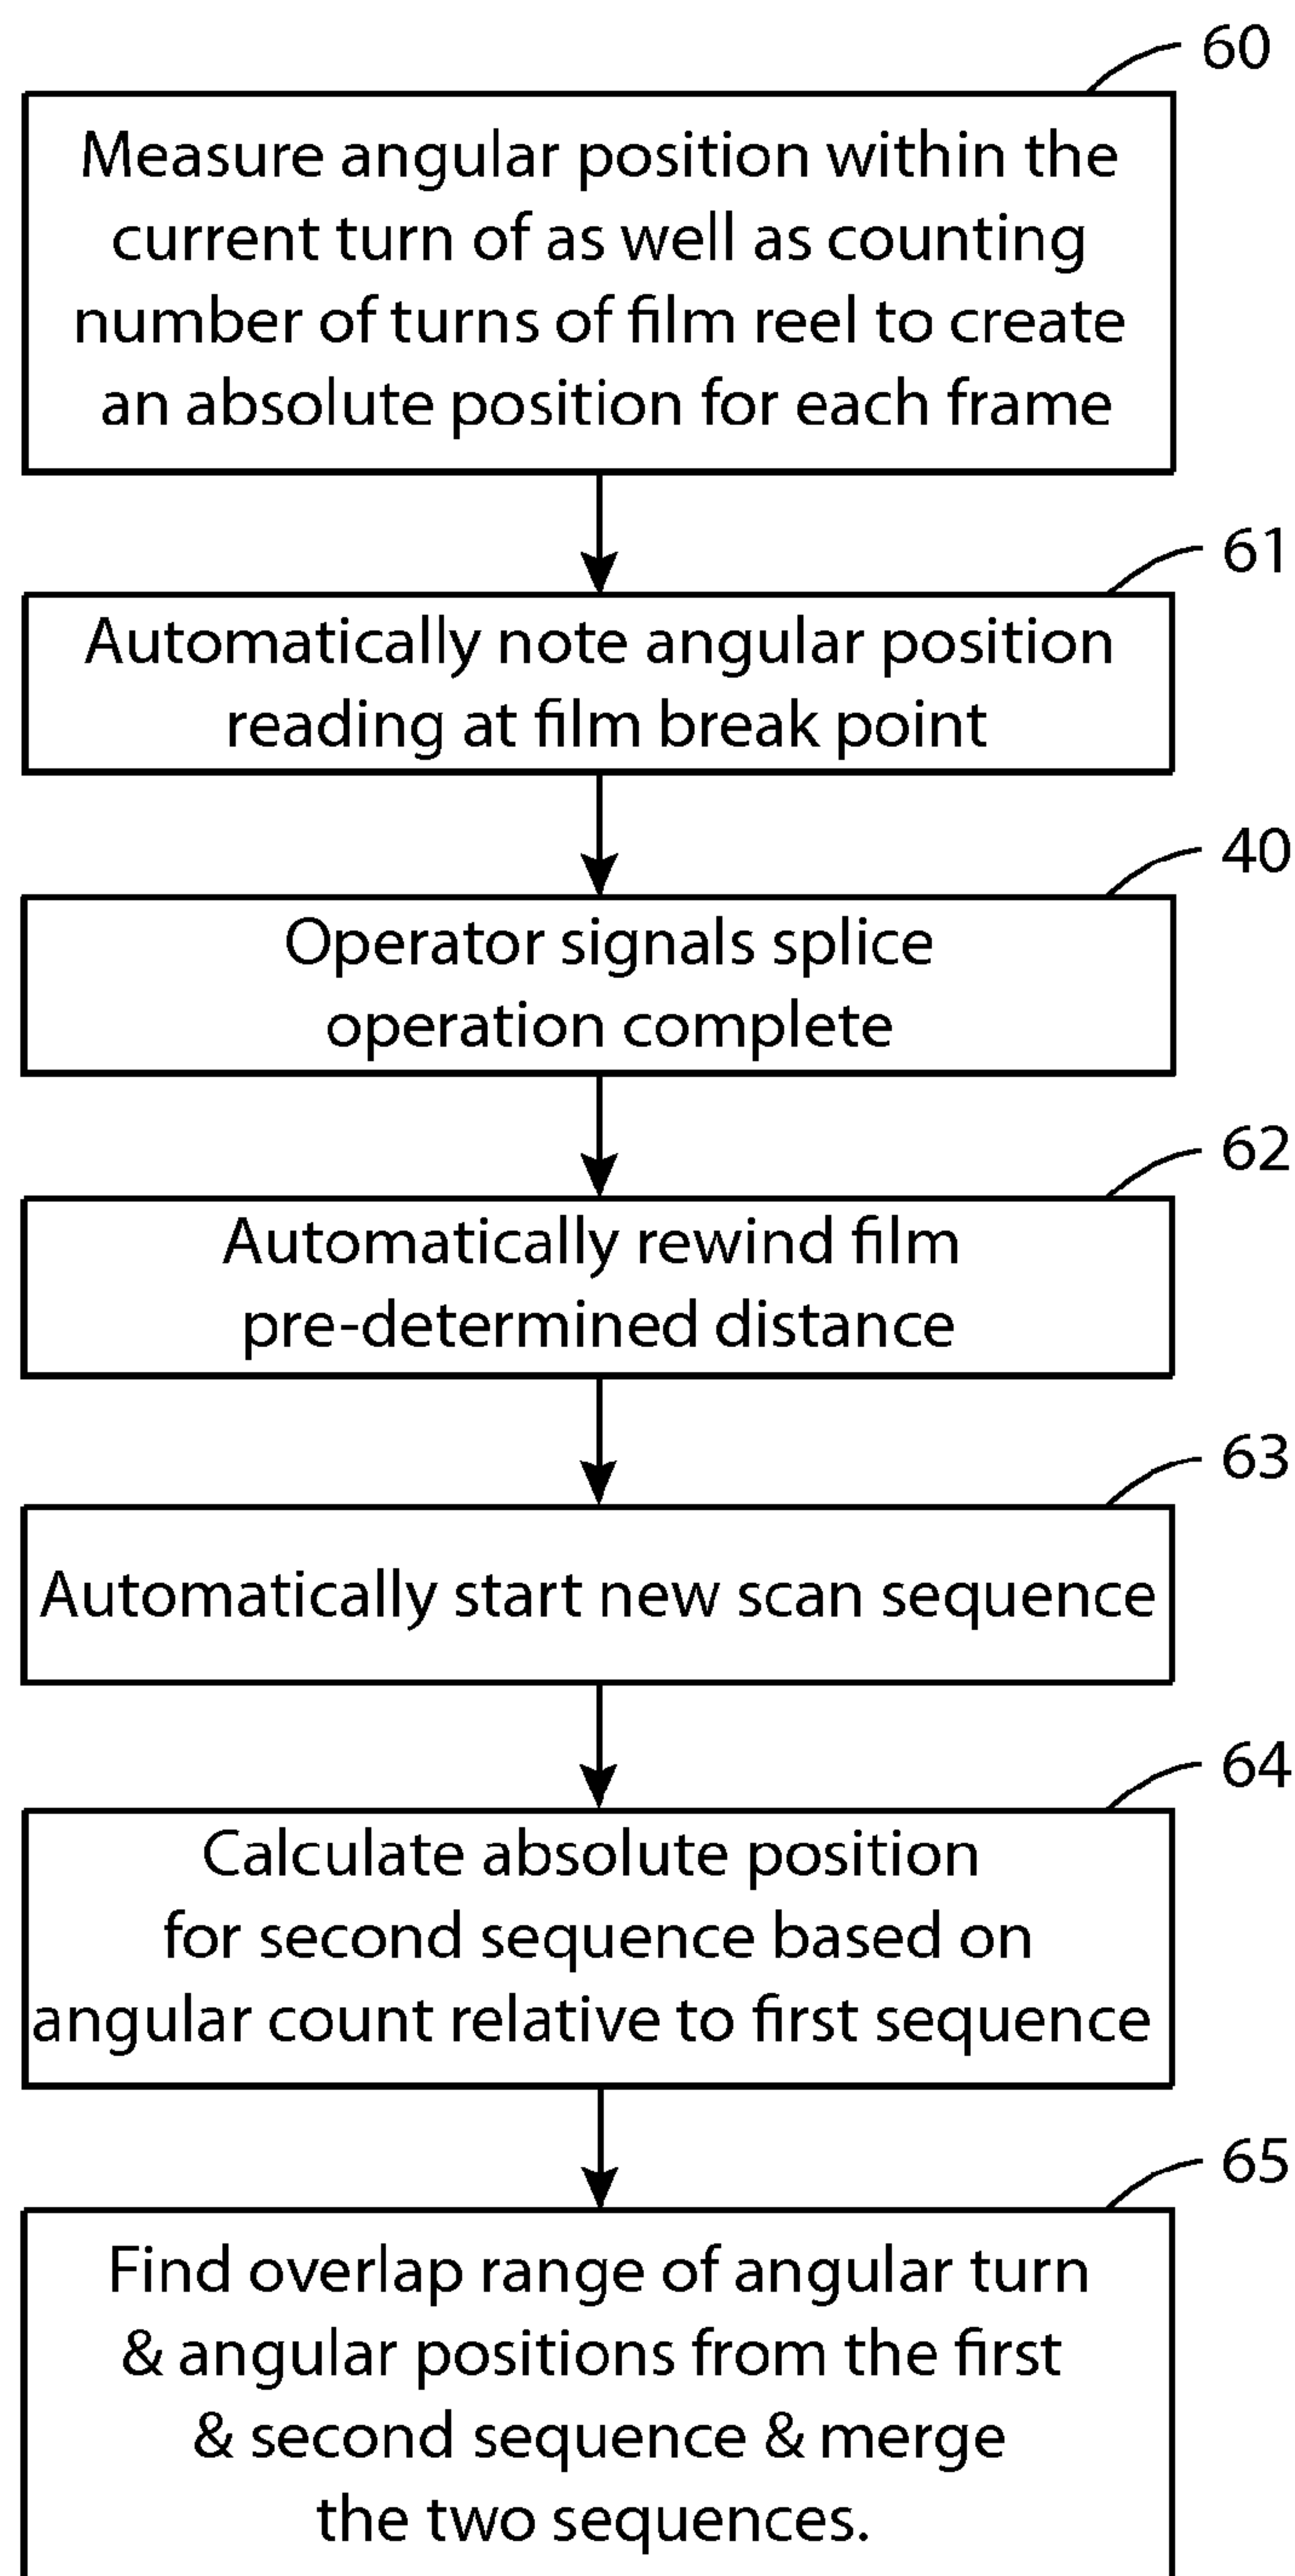 60
Measure angular position within the
current turn of as well as counting
number of turns of film reel to create
an absolute position for each frame
61
Automatically note angular position
reading at film break point
40
Operator signals splice
operation complete
62
Automatically rewind film
pre-determined distance
63
Automatically start new scan sequence
64
Calculate absolute position
for second sequence based on
angular count relative to first sequence
65
Find overlap range of angular turn
& angular positions from the first
& second sequence & merge
the two sequences.